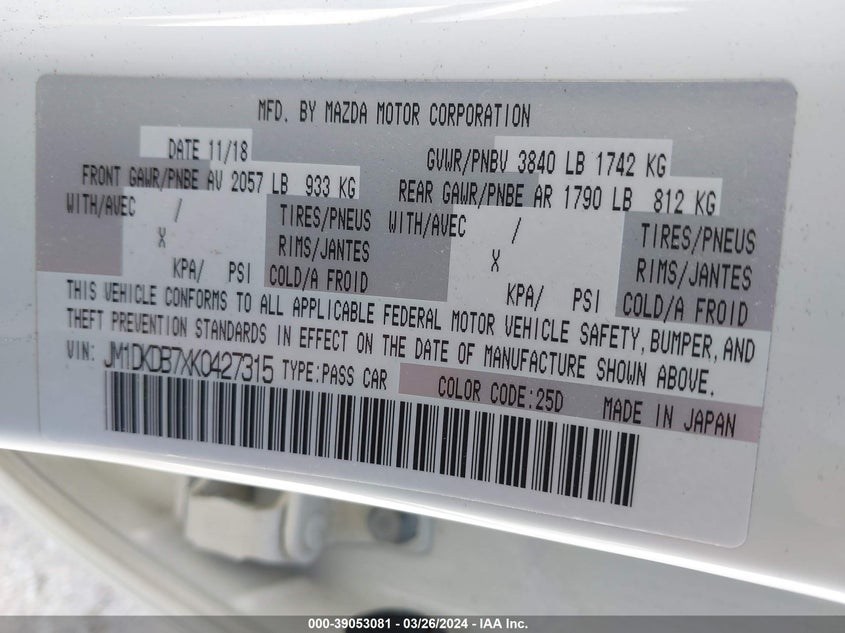 MFD. BY MAZDA MOTOR CORPORATION
DATE 11/18 GVWR/PNBV 3840 LB 1742 KG
FRONT GAWR/PNBE AV 2057 LB 933 KG REAR GAWR/PNBE AR 1790 LB 812 KG
WITH/AVEC / TIRES/PNEUS WITH/AVEC / TIRES/PNEUS
X RIMS/JANTES X RIMS/JANTES
KPA/ PSI COLD/A FROID KPA/ PSI COLD/A FROID
THIS VEHICLE CONFORMS TO ALL APPLICABLE FEDERAL MOTOR VEHICLE SAFETY, BUMPER, AND
THEFT PREVENTION STANDARDS IN EFFECT ON THE DATE OF MANUFACTURE SHOWN ABOVE.
VIN: JM1DKDB7XK0427315 TYPE:PASS CAR COLOR CODE:25D MADE IN JAPAN
000-39053081 - 03/26/2024 - IAA Inc.